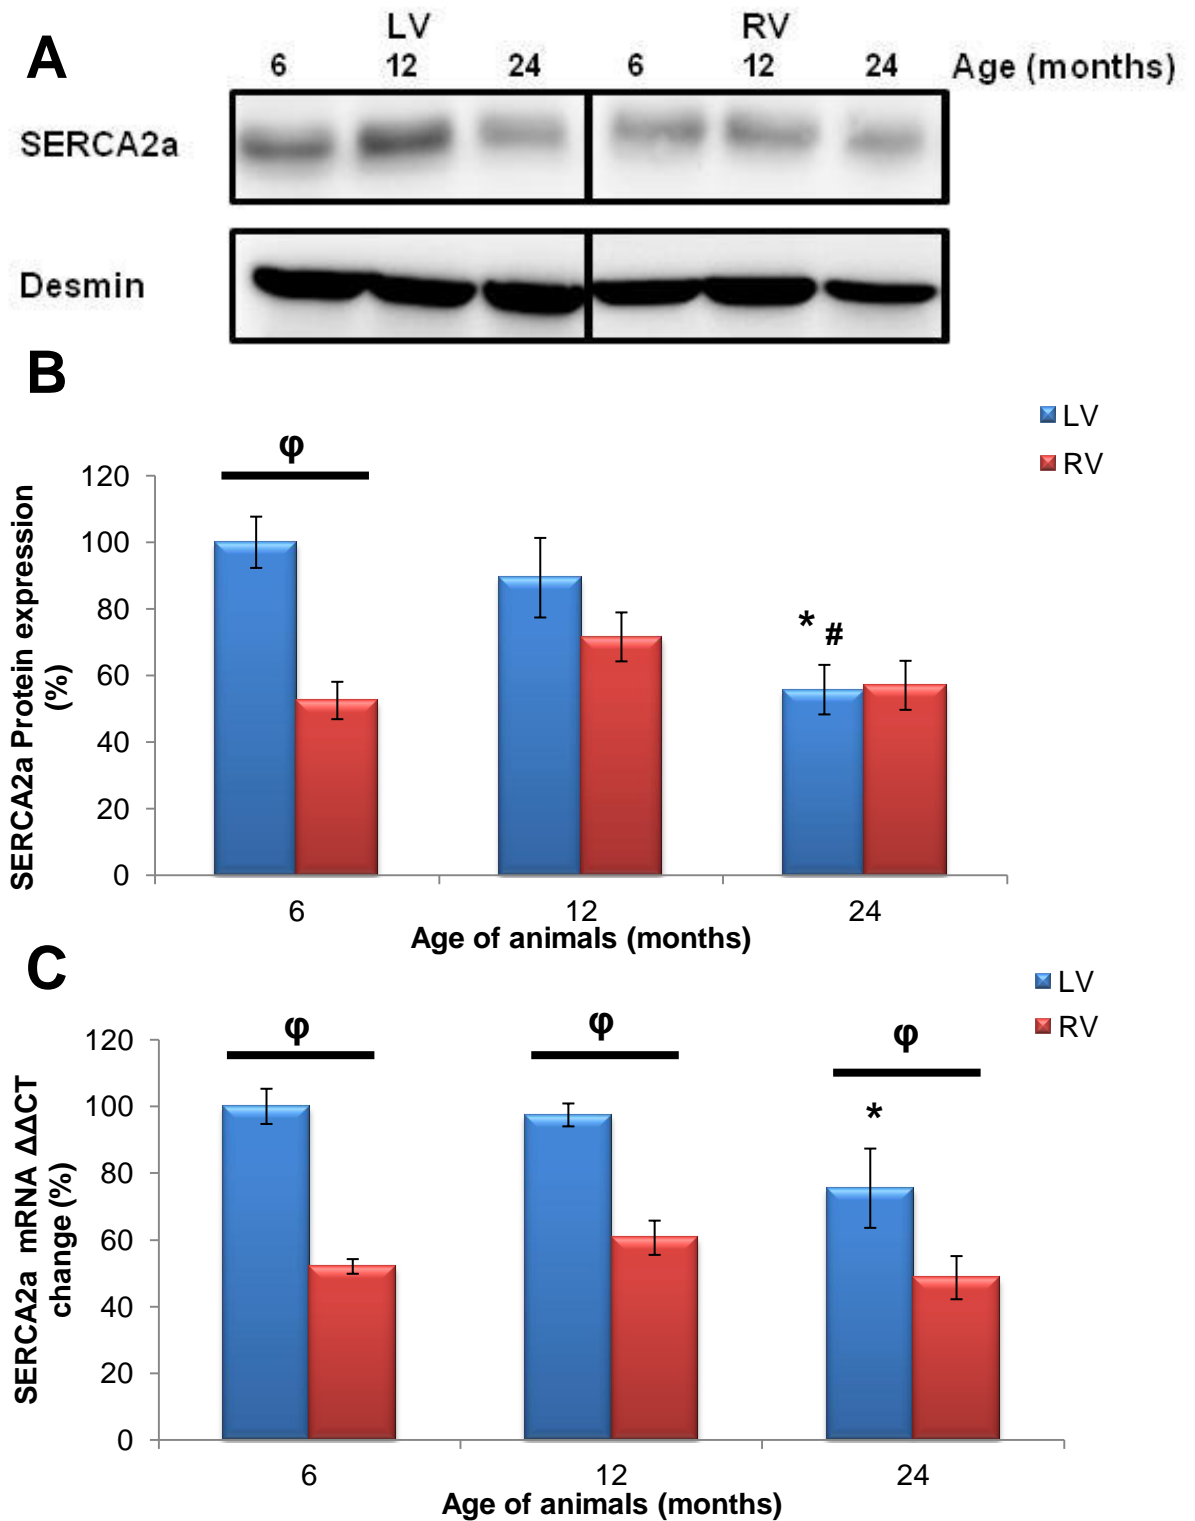 A
LV RV
6 12 24 6 12 24 Age (months)
SERCA2a
Desmin
B
LV
RV
φ
120
100
80
60
40
20
0
* #
SERCA2a Protein expression
(%)
6 12 24
Age of animals (months)
C
LV
RV
φ φ φ
*
120
100
80
60
40
20
0
SERCA2a mRNA ΔΔCT
change (%)
6 12 24
Age of animals (months)